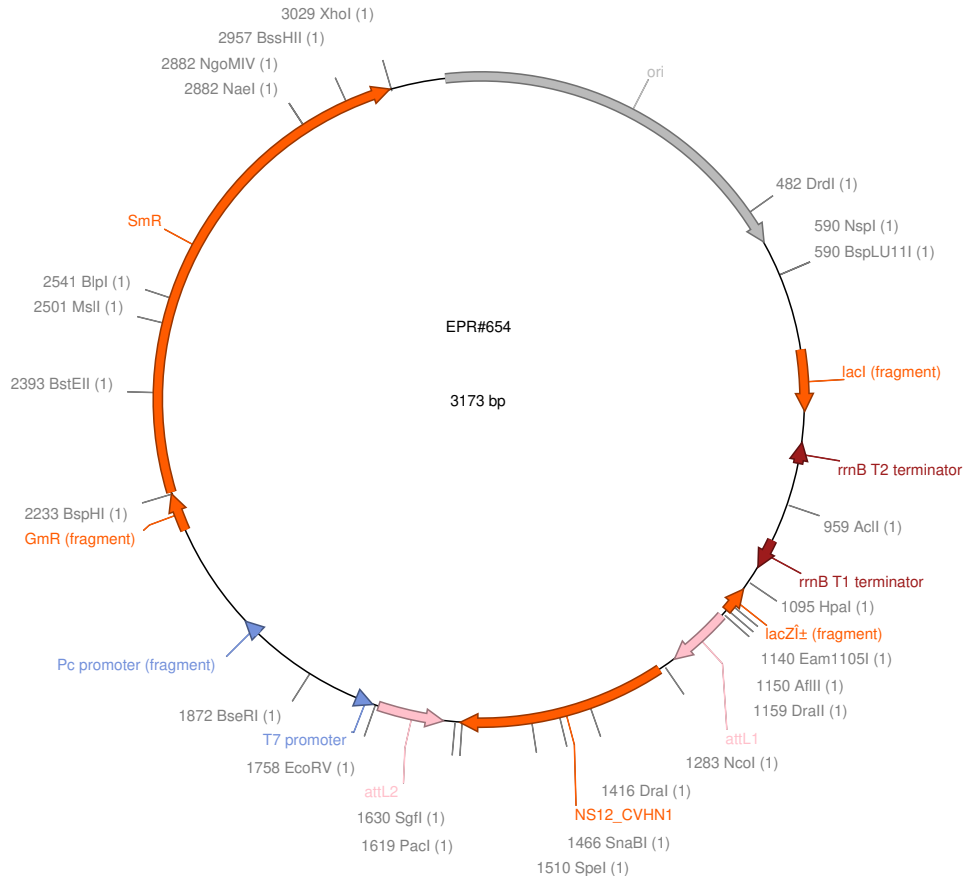 3029 XhoI (1)
2957 BssHII (1)
2882 NgoMIV (1)
2882 NaeI (1)
ori
482 DrdI (1)
SmR
590 NspI (1)
590 BspLU11I (1)
2541 BlpI (1)
2501 MslI (1)
EPR#654
2393 BstEII (1)
3173 bp
lacI (fragment)
rrnB T2 terminator
2233 BspHI (1)
GmR (fragment)
959 AclI (1)
rrnB T1 terminator
1095 HpaI (1)
lacZÎ± (fragment)
Pc promoter (fragment)
1140 Eam1105I (1)
1150 AflII (1)
1159 DraII (1)
1872 BseRI (1)
T7 promoter
attL1
1758 EcoRV (1)
1283 NcoI (1)
attL2
1416 DraI (1)
1630 SgfI (1)
NS12_CVHN1
1619 PacI (1)
1466 SnaBI (1)
1510 SpeI (1)